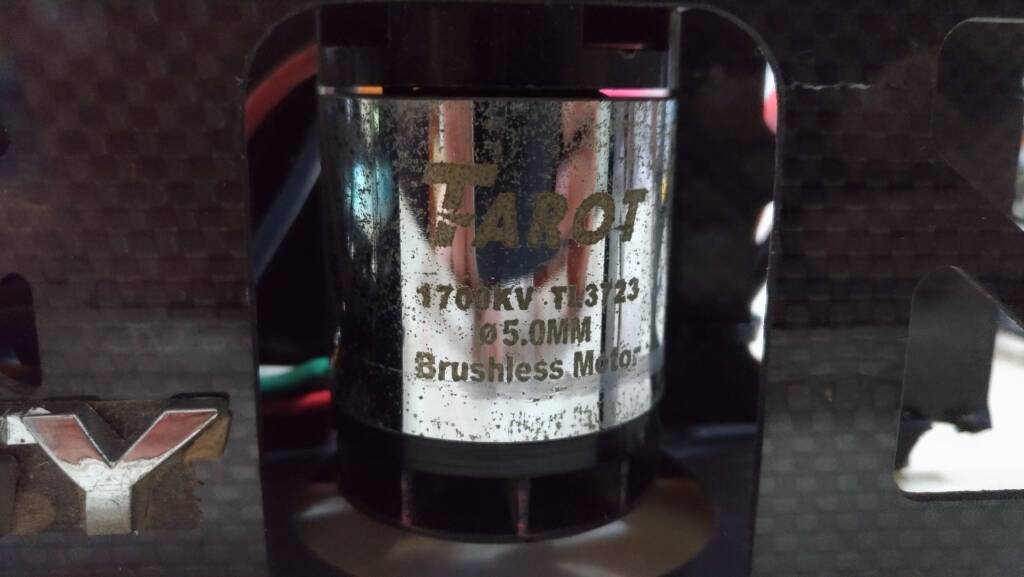 TAROT
1700KV TL3723
ø5.0MM
Brushless Motor
Y